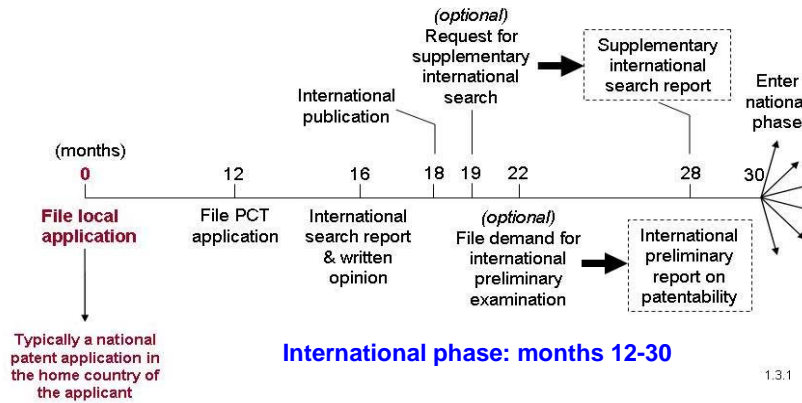 (optional)
Request for
supplementary
international
search
Supplementary
international
search report
Enter
national
phase
International
publication
(months)
0
12
16
18
19
22
28
30
File local
application
File PCT
application
International
search report
& written
opinion
(optional)
File demand for
international
preliminary
examination
International
preliminary
report on
patentability
Typically a national
patent application in
the home country of
the applicant
International phase: months 12-30
1.3.1